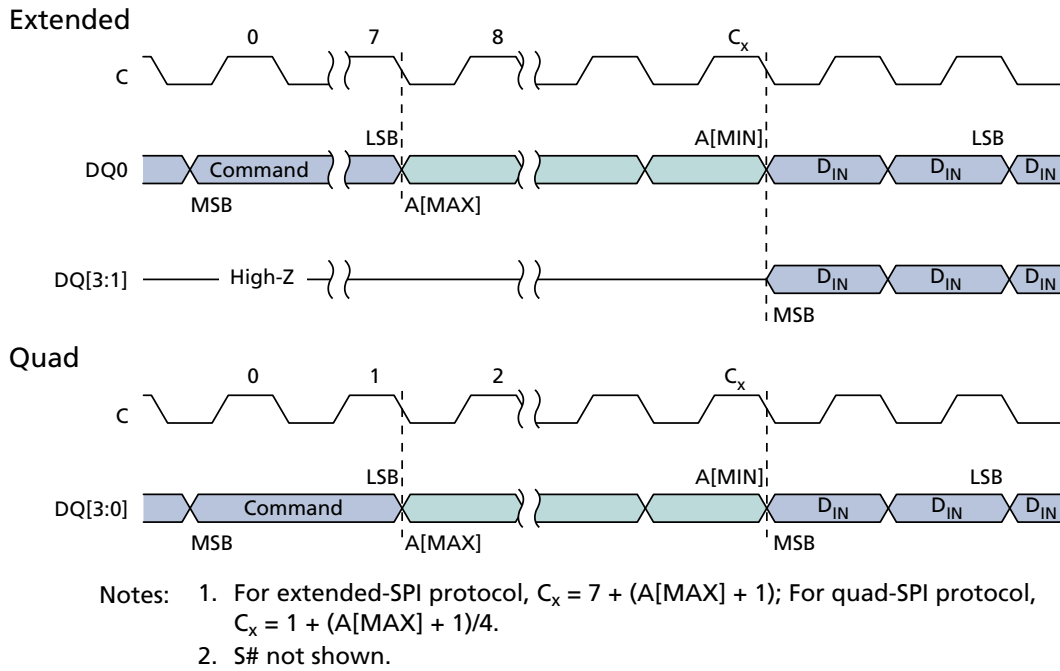 Extended
0 7 8 Cx
C
LSB A[MIN] LSB
DQ0 Command DIN DIN DIN
MSB A[MAX]
DQ[3:1] High-Z DIN DIN DIN
MSB
Quad
0 1 2 Cx
C
LSB A[MIN] LSB
DQ[3:0] Command DIN DIN DIN
MSB A[MAX] MSB
Notes: 1. For extended-SPI protocol, Cx = 7 + (A[MAX] + 1); For quad-SPI protocol,
Cx = 1 + (A[MAX] + 1)/4.
2. S# not shown.